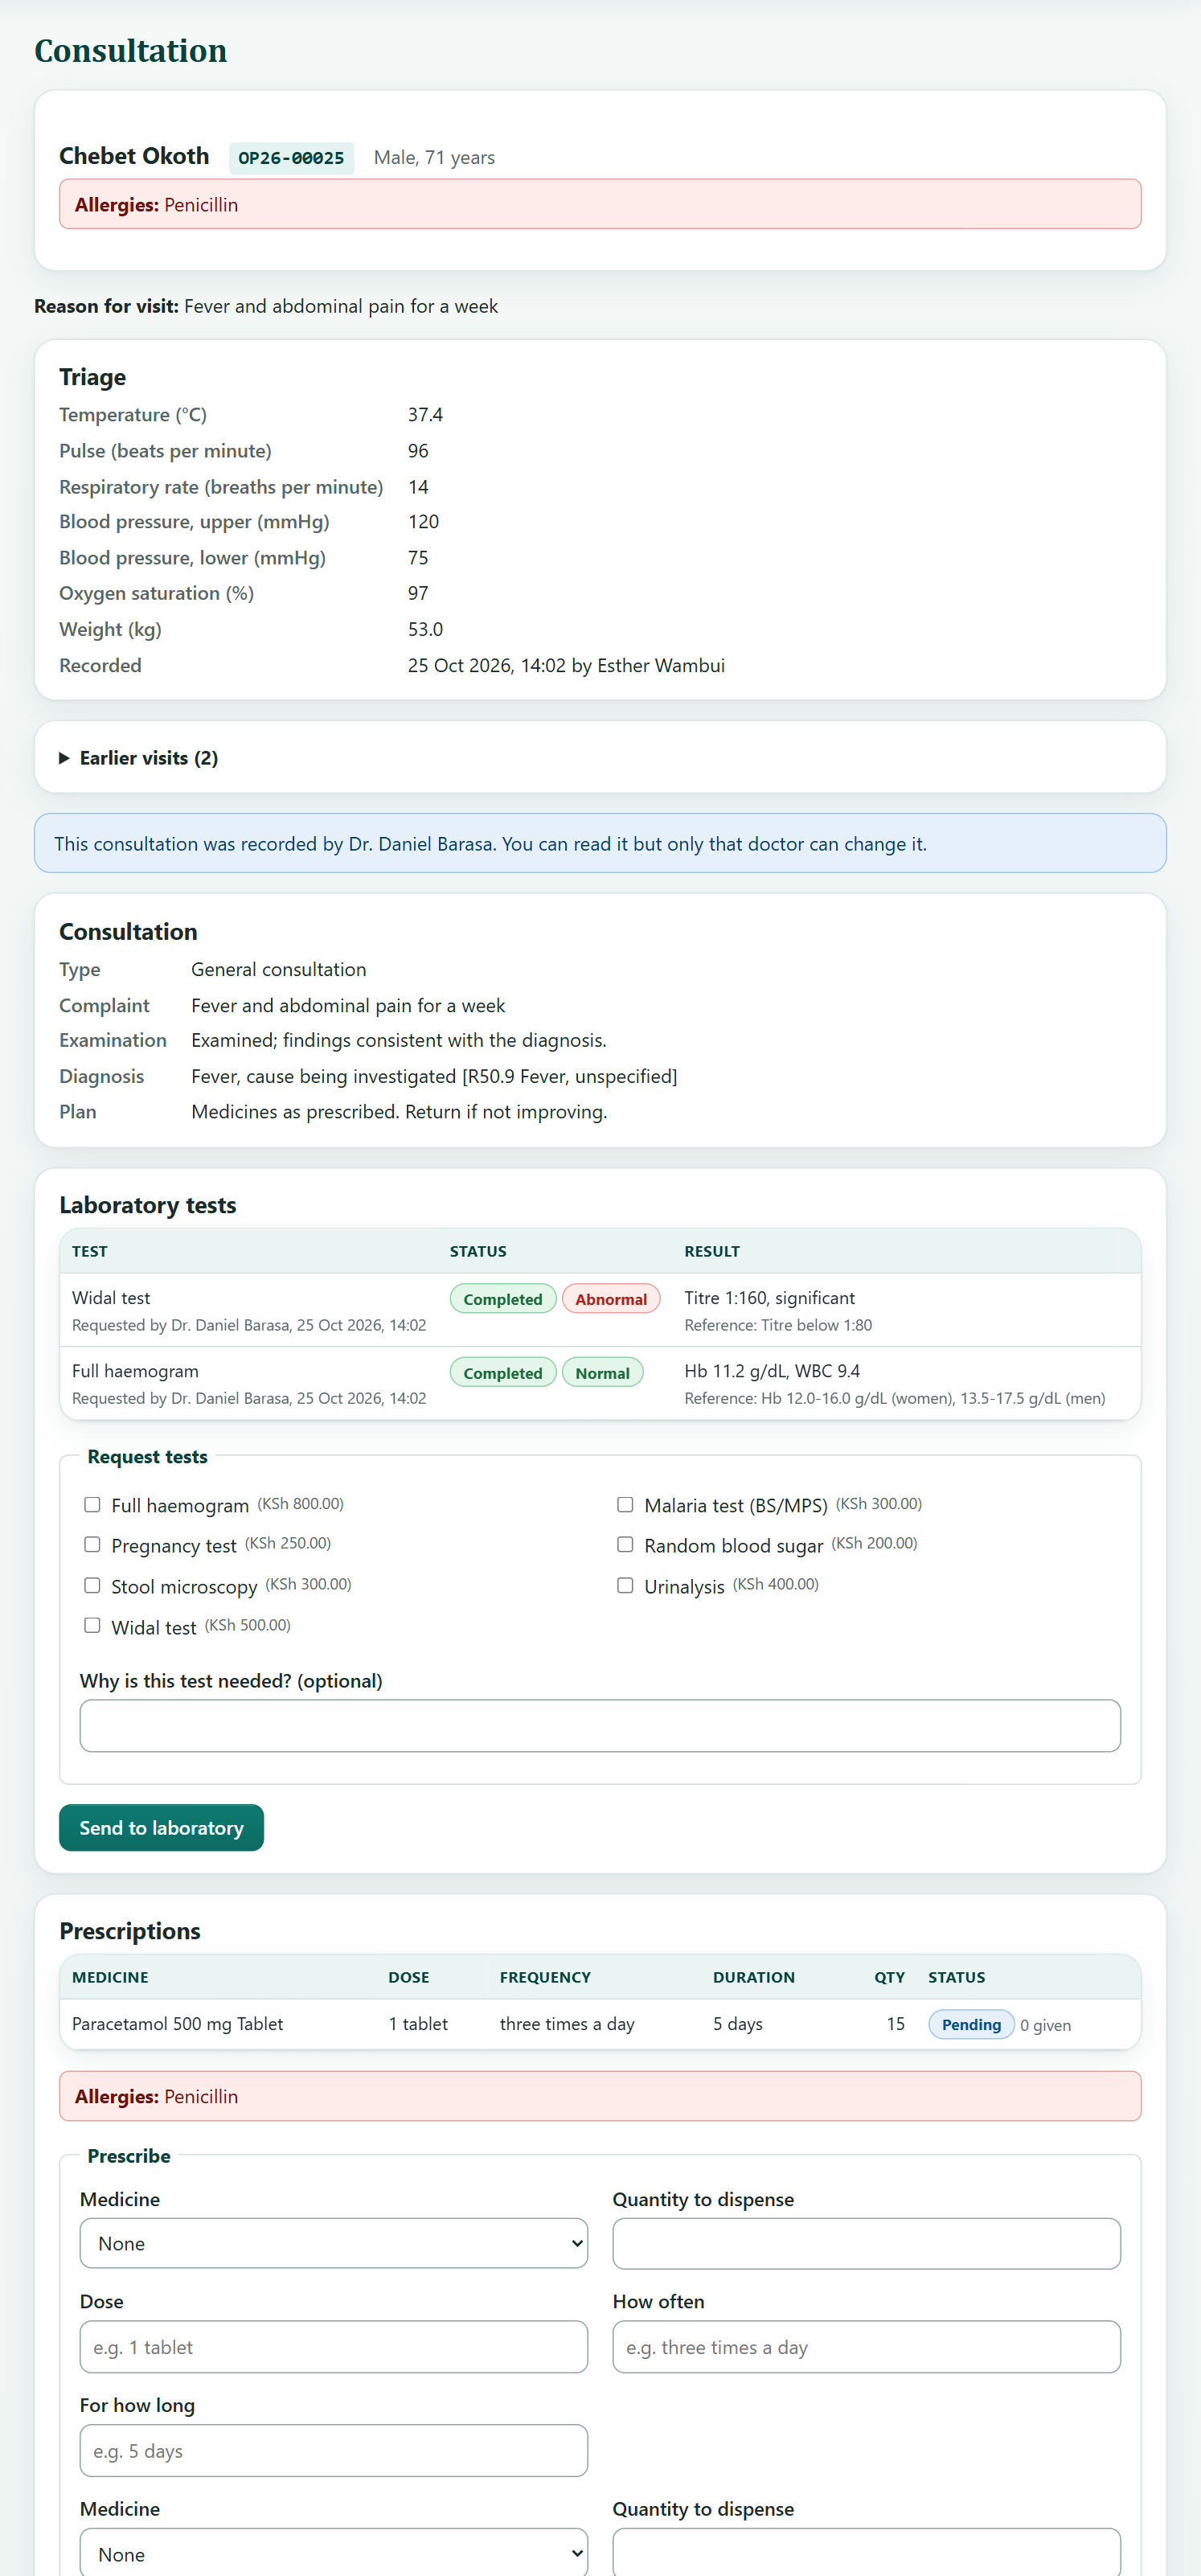 Consultation
Chebet Okoth OP26-00025 Male, 71 years
Allergies: Penicillin
Reason for visit: Fever and abdominal pain for a week
Triage
Temperature (°C) 37.4
Pulse (beats per minute) 96
Respiratory rate (breaths per minute) 14
Blood pressure, upper (mmHg) 120
Blood pressure, lower (mmHg) 75
Oxygen saturation (%) 97
Weight (kg) 53.0
Recorded 25 Oct 2026, 14:02 by Esther Wambui
Earlier visits (2)
This consultation was recorded by Dr. Daniel Barasa. You can read it but only that doctor can change it.
Consultation
Type General consultation
Complaint Fever and abdominal pain for a week
Examination Examined; findings consistent with the diagnosis.
Diagnosis Fever, cause being investigated [R50.9 Fever, unspecified]
Plan Medicines as prescribed. Return if not improving.
Laboratory tests
TEST STATUS RESULT
Widal test Completed Abnormal Titre 1:160, significant
Requested by Dr. Daniel Barasa, 25 Oct 2026, 14:02 Reference: Titre below 1:80
Full haemogram Completed Normal Hb 11.2 g/dL, WBC 9.4
Requested by Dr. Daniel Barasa, 25 Oct 2026, 14:02 Reference: Hb 12.0-16.0 g/dL (women), 13.5-17.5 g/dL (men)
Request tests
Full haemogram (KSh 800.00) Malaria test (BS/MPS) (KSh 300.00)
Pregnancy test (KSh 250.00) Random blood sugar (KSh 200.00)
Stool microscopy (KSh 300.00) Urinalysis (KSh 400.00)
Widal test (KSh 500.00)
Why is this test needed? (optional)
Send to laboratory
Prescriptions
MEDICINE DOSE FREQUENCY DURATION QTY STATUS
Paracetamol 500 mg Tablet 1 tablet three times a day 5 days 15 Pending 0 given
Allergies: Penicillin
Prescribe
Medicine Quantity to dispense
None
Dose How often
e.g. 1 tablet e.g. three times a day
For how long
e.g. 5 days
Medicine Quantity to dispense
None